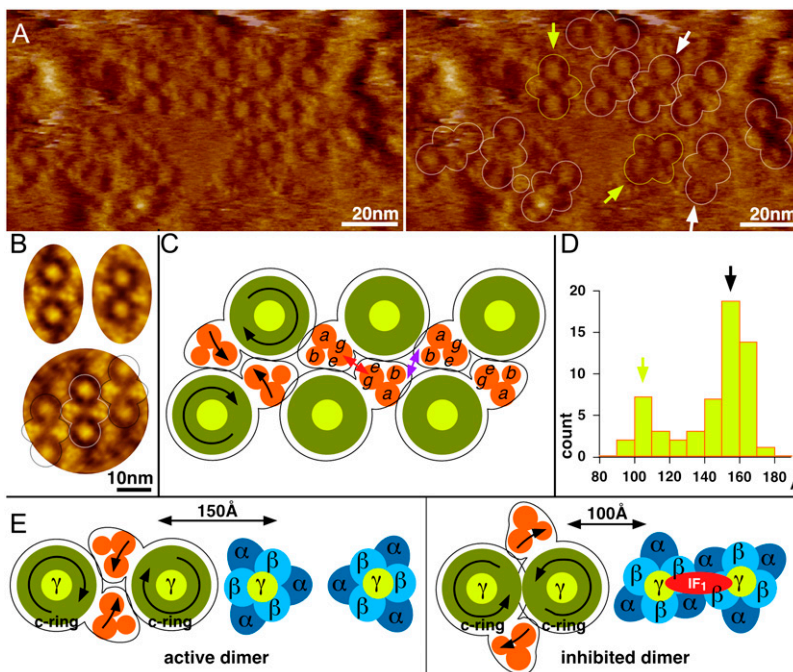 A
20nm
20nm
B
10nm
C
a
g
b
e
e
g
b
a
a
g
b
e
g
e
b
a
D
20
15
10
5
0
count
80 100 120 140 160 180
E
150Å
γ
c-ring
γ
c-ring
α
α
β
β
γ
β
α
α
β
β
γ
β
α
α
active dimer
100Å
γ
c-ring
γ
c-ring
α
α
β
β
γ
IF1
γ
β
β
β
β
α
α
α
α
inhibited dimer